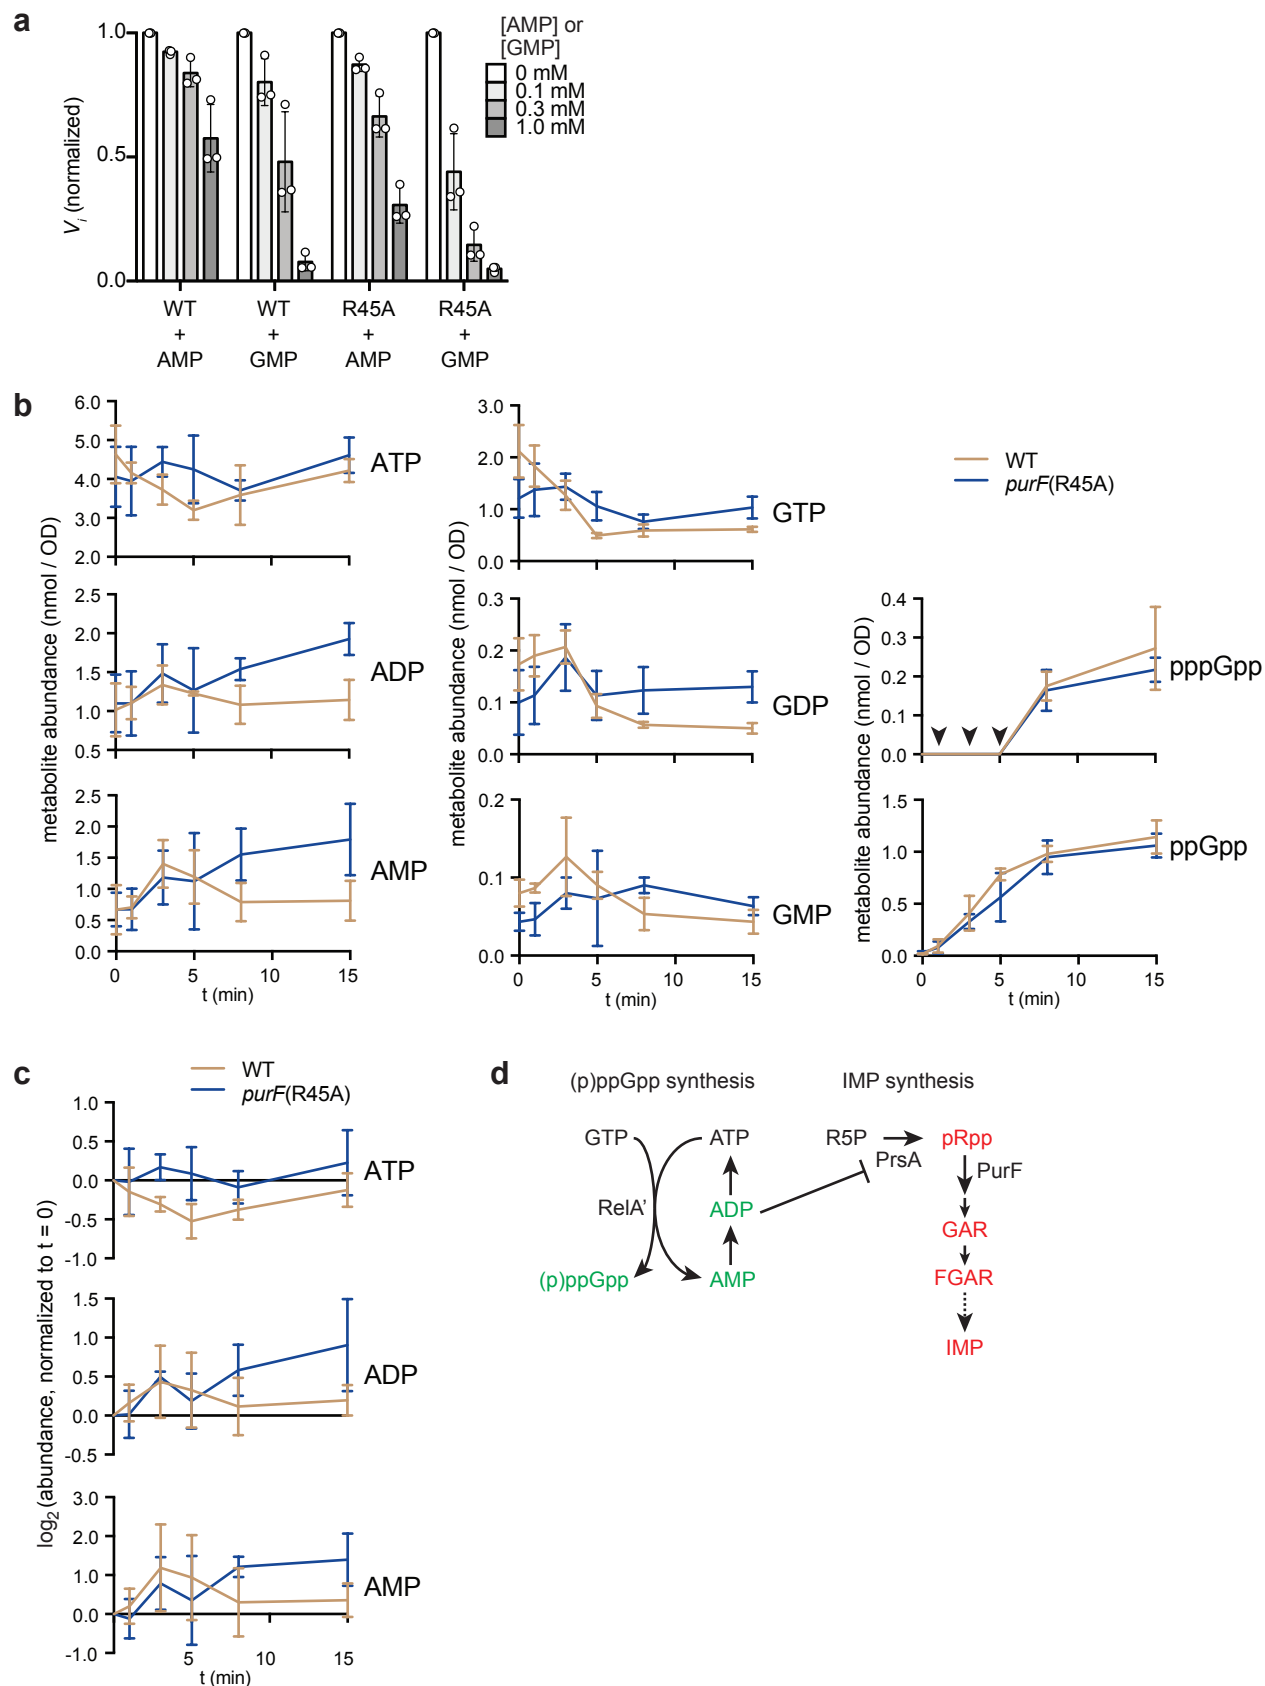 a
[AMP] or
[GMP]
0 mM
0.1 mM
0.3 mM
1.0 mM
V_i (normalized)
1.0
0.5
0.0
WT + AMP
WT + GMP
R45A + AMP
R45A + GMP
b
metabolite abundance (nmol / OD)
6.0
5.0
4.0
3.0
2.0
ATP
2.5
2.0
1.5
1.0
0.5
ADP
2.5
2.0
1.5
1.0
0.5
0.0
AMP
0 5 10 15
t (min)
metabolite abundance (nmol / OD)
3.0
2.0
1.0
0.0
GTP
0.3
0.2
0.1
0.0
GDP
0.2
0.1
0.0
GMP
0 5 10 15
t (min)
WT
purF(R45A)
metabolite abundance (nmol / OD)
0.4
0.3
0.2
0.1
0.0
pppGpp
1.5
1.0
0.5
0.0
ppGpp
0 5 10 15
t (min)
c
WT
purF(R45A)
log2 (abundance, normalized to t = 0)
1.0
0.5
0.0
-0.5
-1.0
ATP
1.5
1.0
0.5
0.0
-0.5
ADP
3.0
2.0
1.0
0.0
-1.0
AMP
5 10 15
t (min)
d
(p)ppGpp synthesis
IMP synthesis
GTP
ATP
R5P
pRpp
PrsA
PurF
RelA'
ADP
GAR
(p)ppGpp
AMP
FGAR
IMP